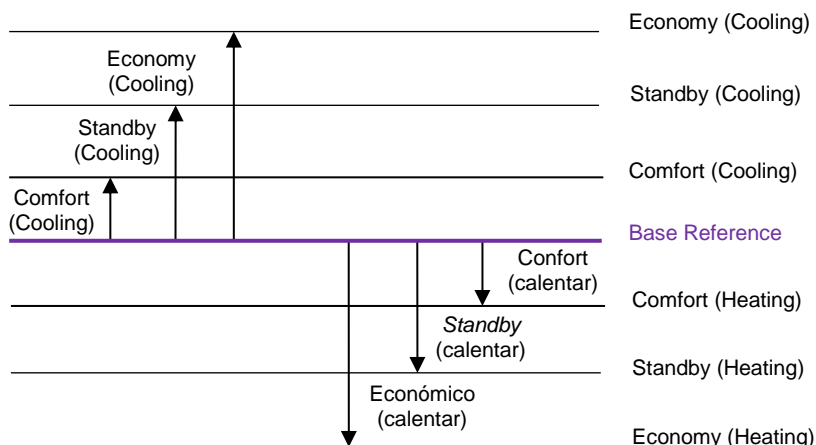 Economy (Cooling)
Economy
(Cooling)
Standby (Cooling)
Standby
(Cooling)
Comfort (Cooling)
Comfort
(Cooling)
Base Reference
Confort
(calentar)
Comfort (Heating)
Standby
(calentar)
Standby (Heating)
Económico
(calentar)
Economy (Heating)